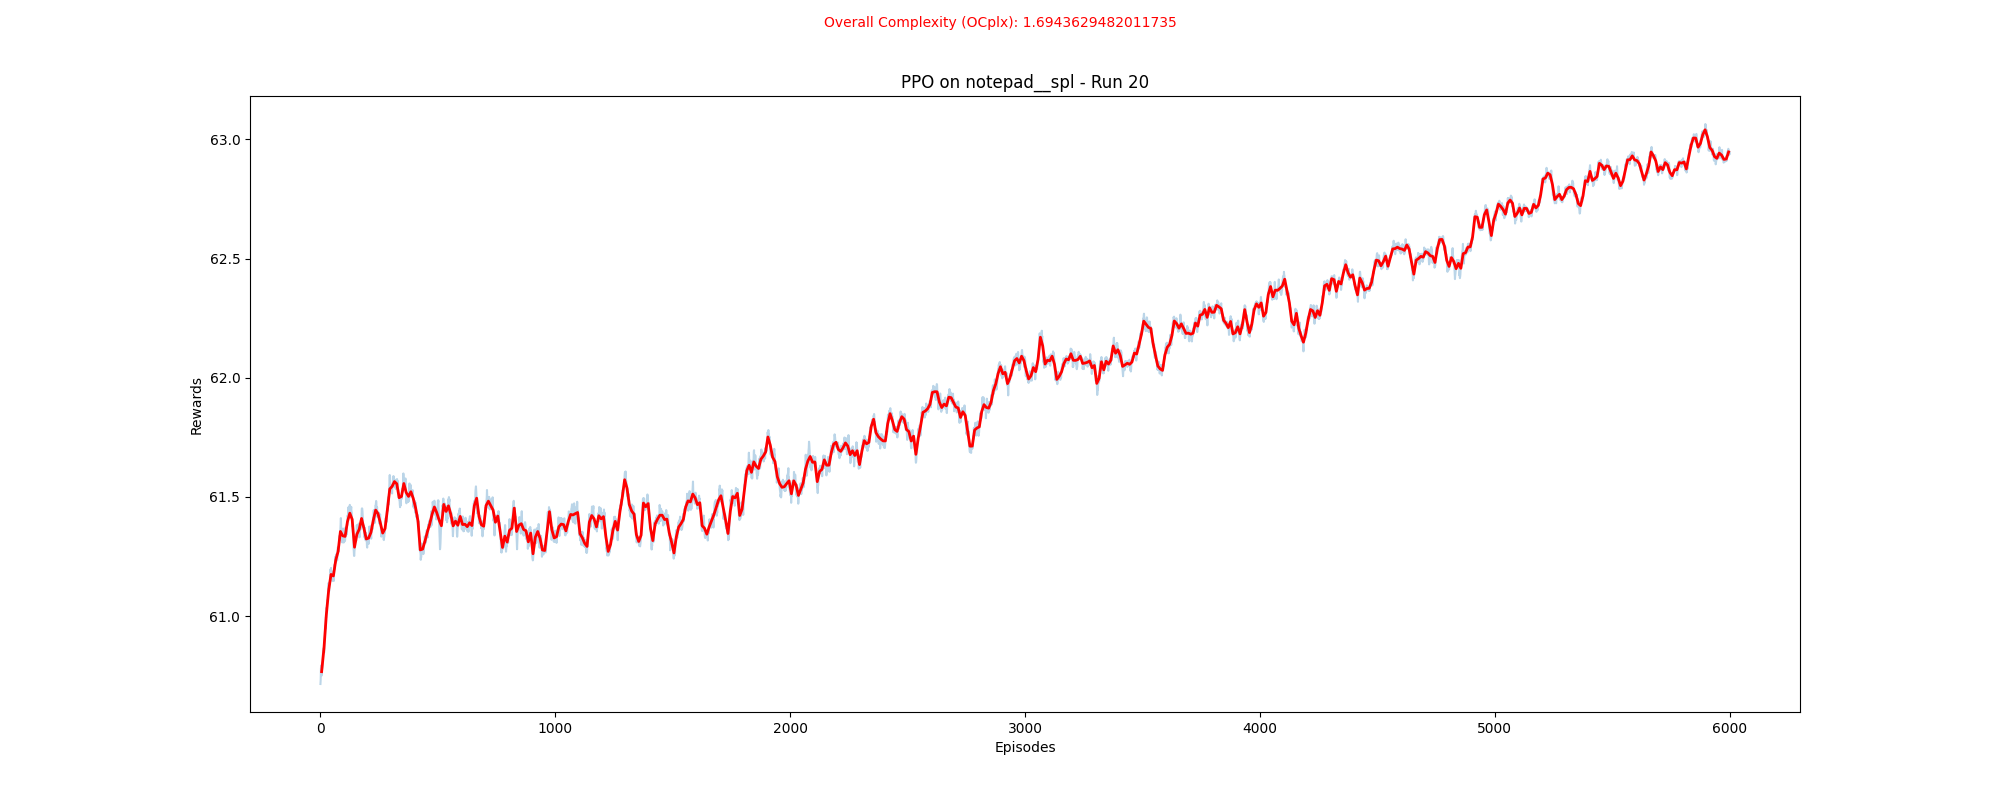 Overall Complexity (OCplx): 1.6943629482011735
PPO on notepad__spl - Run 20
63.0
62.5
62.0
61.5
61.0
Rewards
0 1000 2000 3000 4000 5000 6000
Episodes